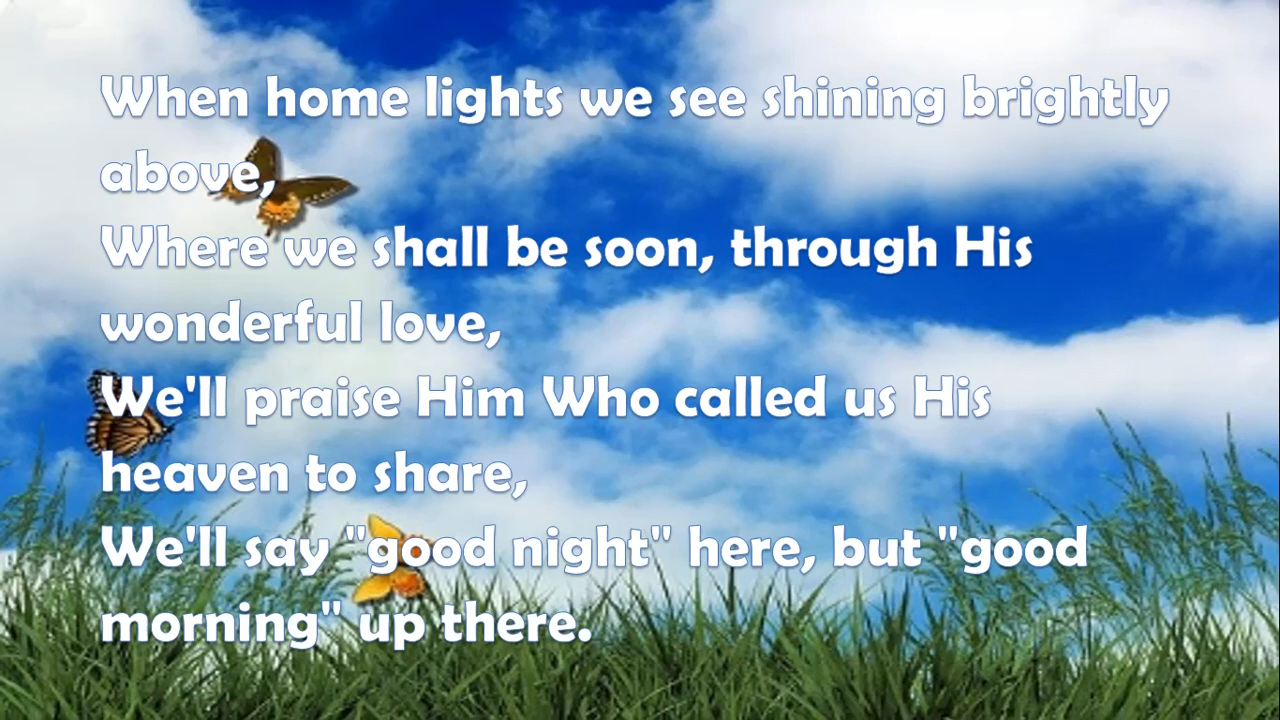 When home lights we see shining brightly
above,
Where we shall be soon, through His
wonderful love,
We'll praise Him Who called us His
heaven to share,
We'll say "good night" here, but "good
morning" up there.